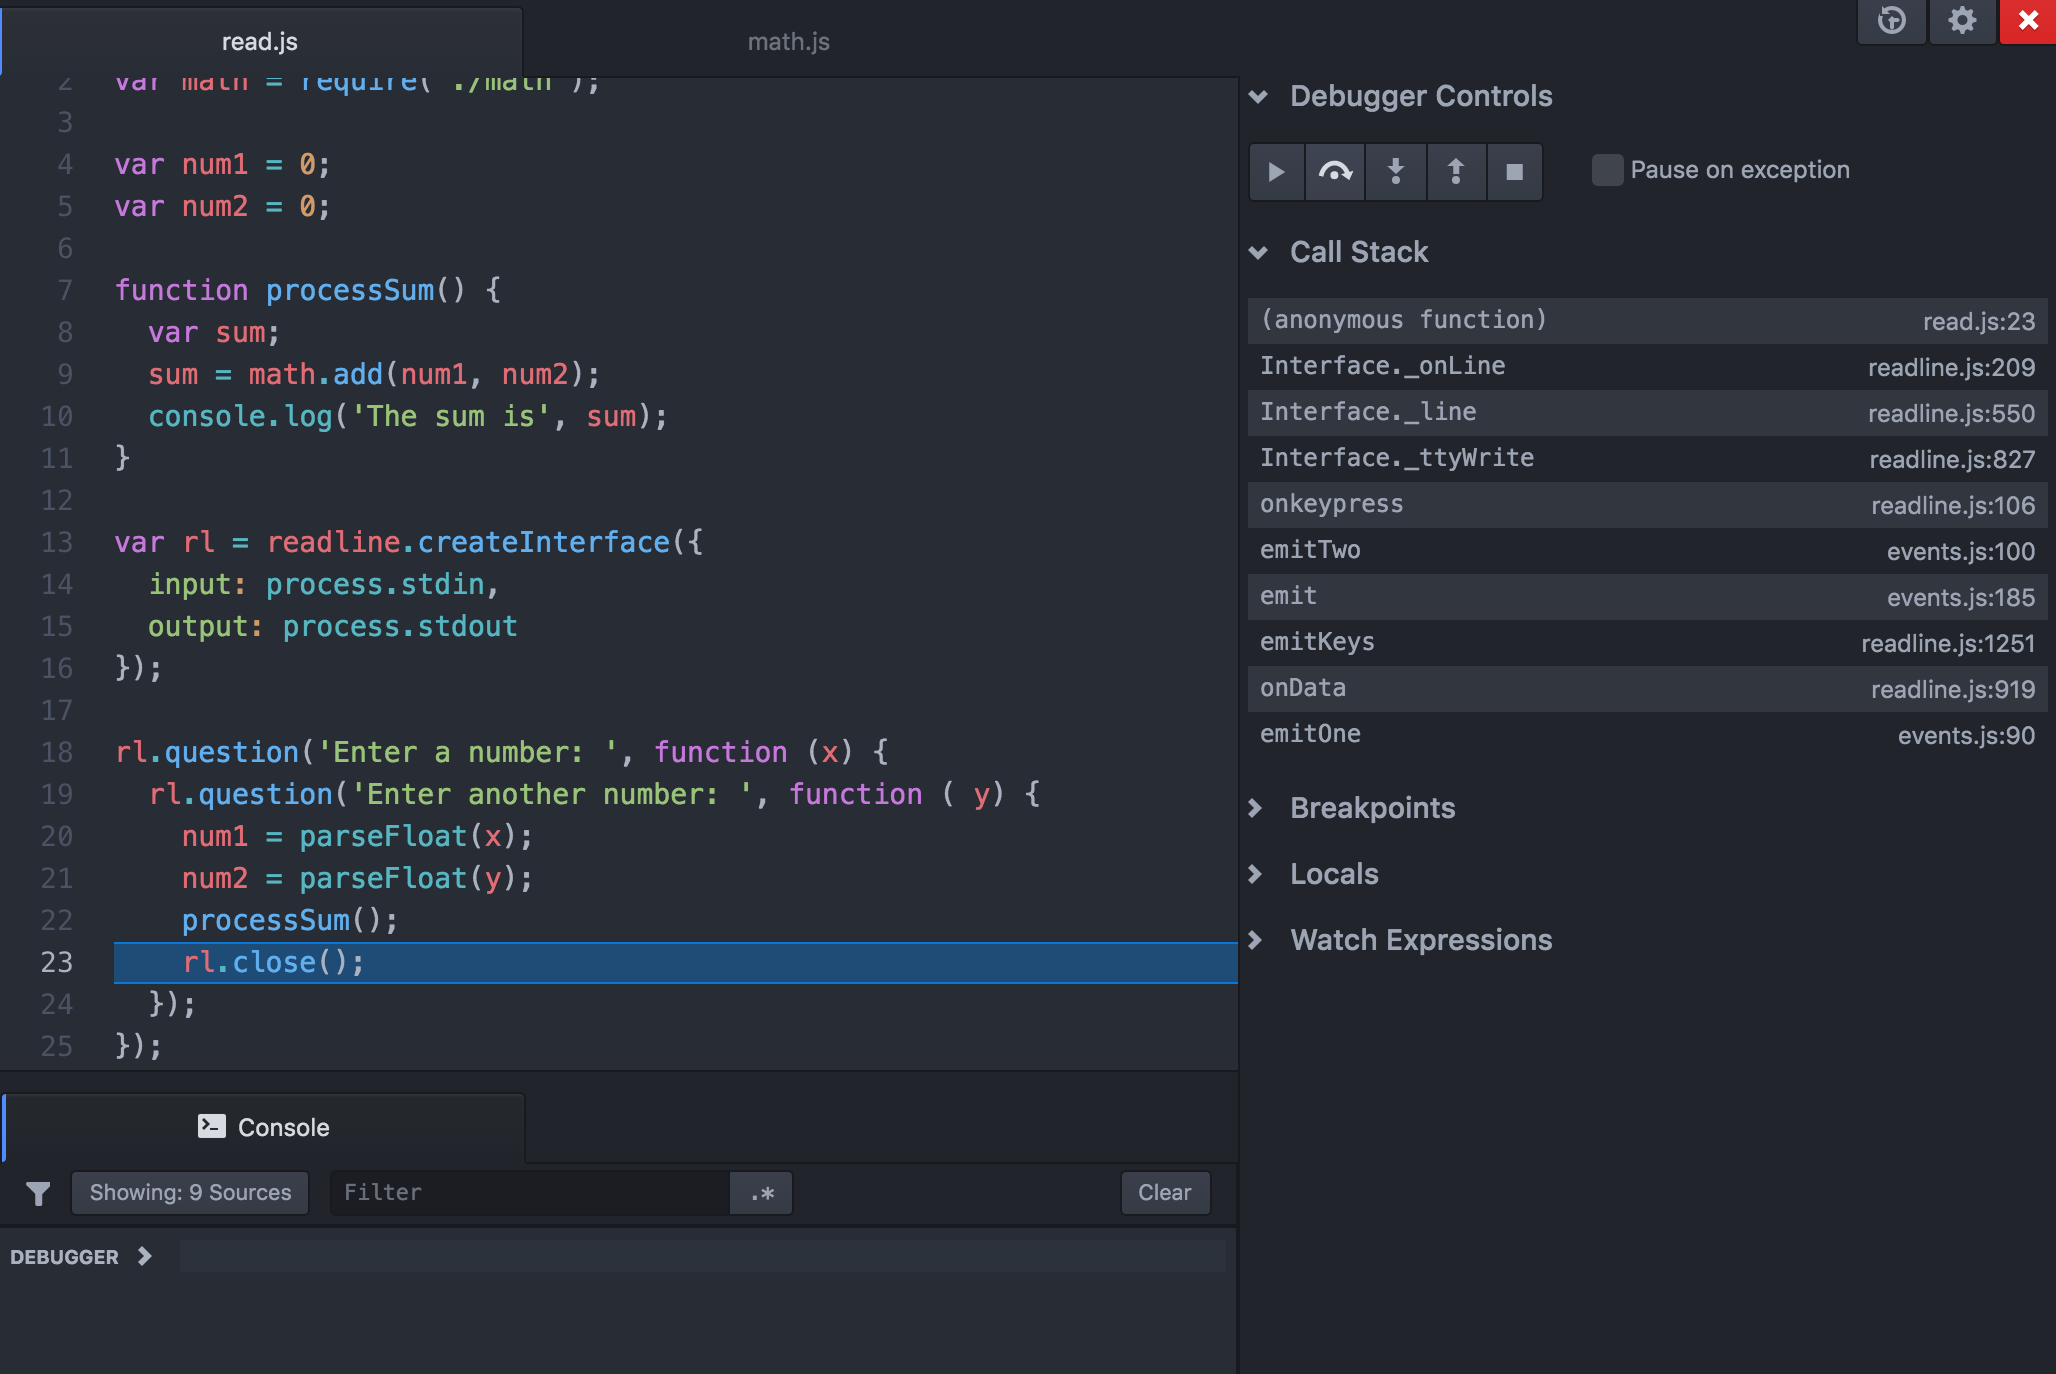 read.js
math.js
2 var math = require('./math');
3
4 var num1 = 0;
5 var num2 = 0;
6
7 function processSum() {
8 var sum;
9 sum = math.add(num1, num2);
10 console.log('The sum is', sum);
11 }
12
13 var rl = readline.createInterface({
14 input: process.stdin,
15 output: process.stdout
16 });
17
18 rl.question('Enter a number: ', function (x) {
19 rl.question('Enter another number: ', function ( y) {
20 num1 = parseFloat(x);
21 num2 = parseFloat(y);
22 processSum();
23 rl.close();
24 });
25 });
Console
Showing: 9 Sources
Filter
.*
Clear
DEBUGGER
Debugger Controls
Pause on exception
Call Stack
(anonymous function) read.js:23
Interface._onLine readline.js:209
Interface._line readline.js:550
Interface._ttyWrite readline.js:827
onkeypress readline.js:106
emitTwo events.js:100
emit events.js:185
emitKeys readline.js:1251
onData readline.js:919
emitOne events.js:90
Breakpoints
Locals
Watch Expressions